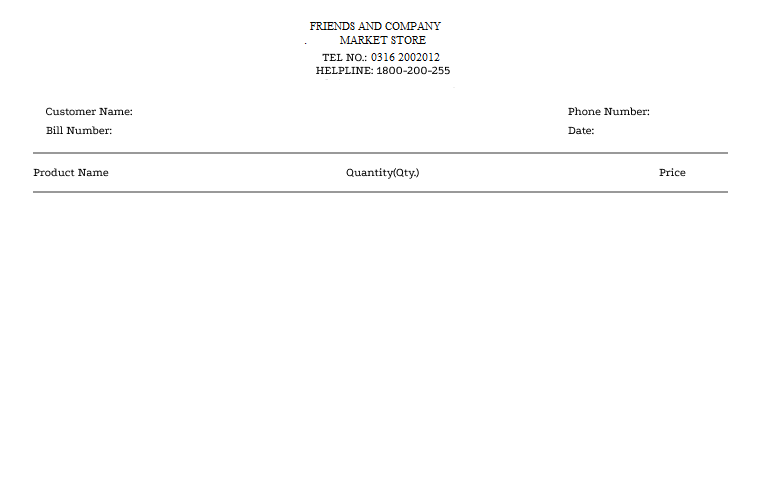 FRIENDS AND COMPANY
MARKET STORE
TEL NO.: 0316 2002012
HELPLINE: 1800-200-255
Customer Name: Phone Number:
Bill Number: Date:
Product Name Quantity(Qty.) Price